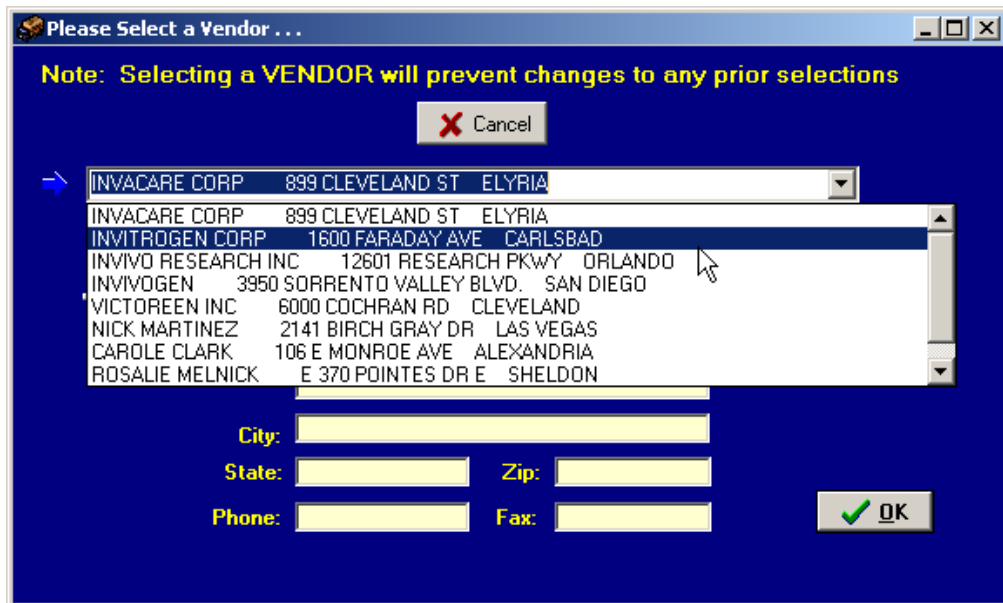 Please Select a Vendor . . .
Note: Selecting a VENDOR will prevent changes to any prior selections
Cancel
INVACARE CORP 899 CLEVELAND ST ELYRIA
INVACARE CORP 899 CLEVELAND ST ELYRIA
INVITROGEN CORP 1600 FARADAY AVE CARLSBAD
INVIVO RESEARCH INC 12601 RESEARCH PKWY ORLANDO
INVIVOGEN 3950 SORRENTO VALLEY BLVD. SAN DIEGO
VICTOREEN INC 6000 COCHRAN RD CLEVELAND
NICK MARTINEZ 2141 BIRCH GRAY DR LAS VEGAS
CAROLE CLARK 106 E MONROE AVE ALEXANDRIA
ROSALIE MELNICK E 370 POINTES DR E SHELDON
City:
State: Zip:
Phone: Fax:
OK